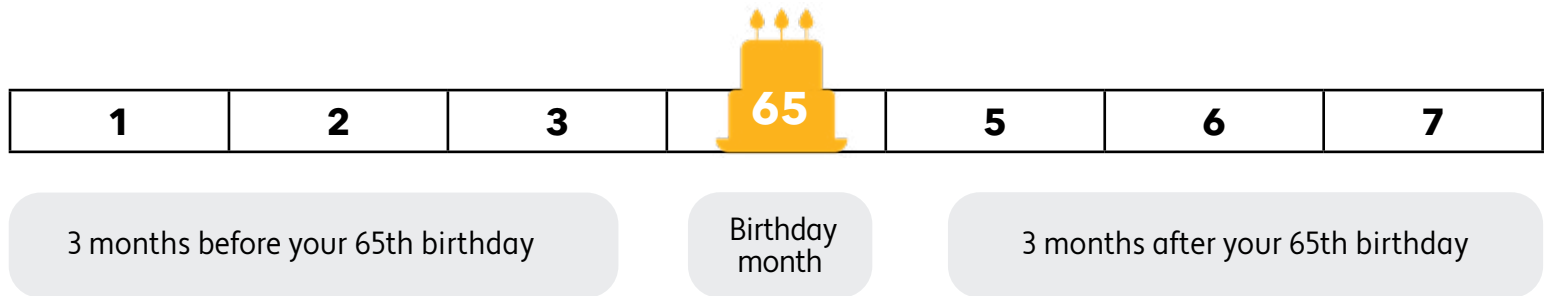 1 2 3 65 5 6 7
3 months before your 65th birthday
Birthday
month
3 months after your 65th birthday